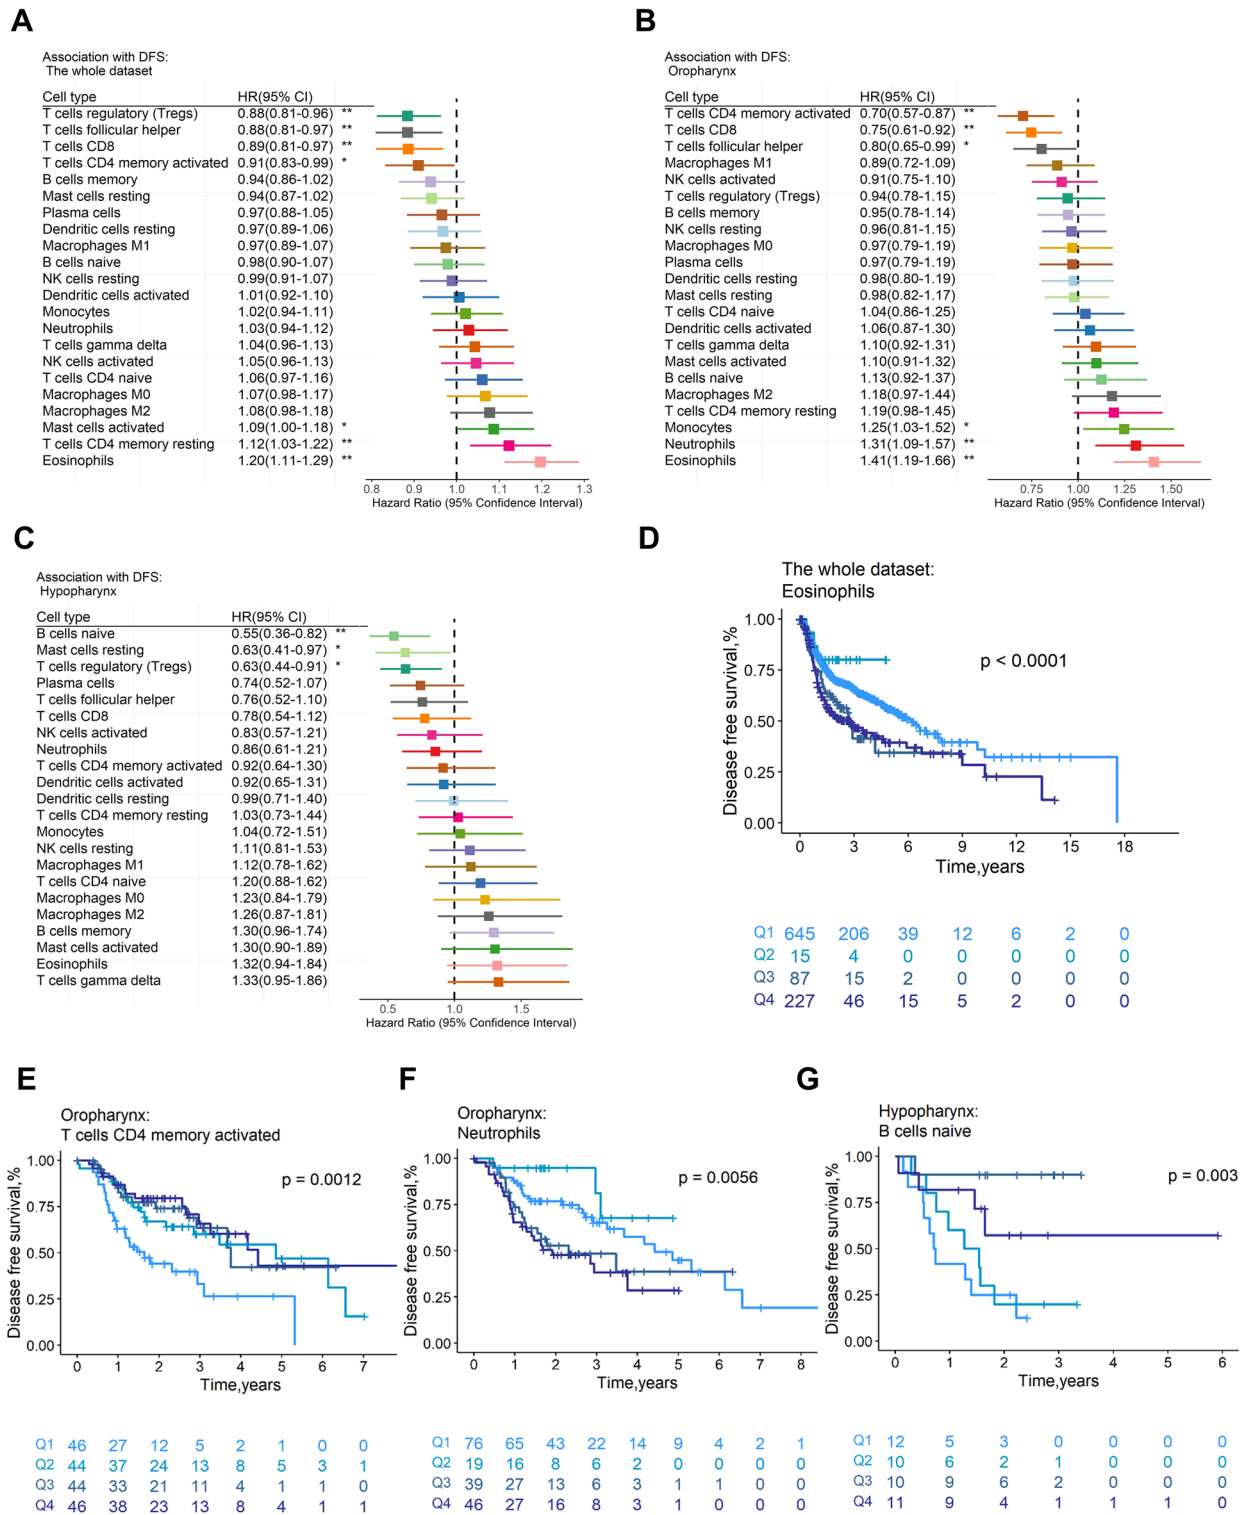 A
Association with DFS:
The whole dataset
Cell type HR(95% CI)
T cells regulatory (Tregs) 0.88(0.81-0.96) **
T cells follicular helper 0.88(0.81-0.97) **
T cells CD8 0.89(0.81-0.97) **
T cells CD4 memory activated 0.91(0.83-0.99) *
B cells memory 0.94(0.86-1.02)
Mast cells resting 0.94(0.87-1.02)
Plasma cells 0.97(0.88-1.05)
Dendritic cells resting 0.97(0.89-1.06)
Macrophages M1 0.97(0.89-1.07)
B cells naive 0.98(0.90-1.07)
NK cells resting 0.99(0.91-1.07)
Dendritic cells activated 1.01(0.92-1.10)
Monocytes 1.02(0.94-1.11)
Neutrophils 1.03(0.94-1.12)
T cells gamma delta 1.04(0.96-1.13)
NK cells activated 1.05(0.96-1.13)
T cells CD4 naive 1.06(0.97-1.16)
Macrophages M0 1.07(0.98-1.17)
Macrophages M2 1.08(0.98-1.18)
Mast cells activated 1.09(1.00-1.18) *
T cells CD4 memory resting 1.12(1.03-1.22) **
Eosinophils 1.20(1.11-1.29) **
0.8 0.9 1.0 1.1 1.2 1.3
Hazard Ratio (95% Confidence Interval)
B
Association with DFS:
Oropharynx
Cell type HR(95% CI)
T cells CD4 memory activated 0.70(0.57-0.87) **
T cells CD8 0.75(0.61-0.92) **
T cells follicular helper 0.80(0.65-0.99) *
Macrophages M1 0.89(0.72-1.09)
NK cells activated 0.91(0.75-1.10)
T cells regulatory (Tregs) 0.94(0.78-1.15)
B cells memory 0.95(0.78-1.14)
NK cells resting 0.96(0.81-1.15)
Macrophages M0 0.97(0.79-1.19)
Plasma cells 0.97(0.79-1.19)
Dendritic cells resting 0.98(0.80-1.19)
Mast cells resting 0.98(0.82-1.17)
T cells CD4 naive 1.04(0.86-1.25)
Dendritic cells activated 1.06(0.87-1.30)
T cells gamma delta 1.10(0.92-1.31)
Mast cells activated 1.10(0.91-1.32)
B cells naive 1.13(0.92-1.37)
Macrophages M2 1.18(0.97-1.44)
T cells CD4 memory resting 1.19(0.98-1.45)
Monocytes 1.25(1.03-1.52) *
Neutrophils 1.31(1.09-1.57) **
Eosinophils 1.41(1.19-1.66) **
0.75 1.00 1.25 1.50
Hazard Ratio (95% Confidence Interval)
C
Association with DFS:
Hypopharynx
Cell type HR(95% CI)
B cells naive 0.55(0.36-0.82) **
Mast cells resting 0.63(0.41-0.97) *
T cells regulatory (Tregs) 0.63(0.44-0.91) *
Plasma cells 0.74(0.52-1.07)
T cells follicular helper 0.76(0.52-1.10)
T cells CD8 0.78(0.54-1.12)
NK cells activated 0.83(0.57-1.21)
Neutrophils 0.86(0.61-1.21)
T cells CD4 memory activated 0.92(0.64-1.30)
Dendritic cells activated 0.92(0.65-1.31)
Dendritic cells resting 0.99(0.71-1.40)
T cells CD4 memory resting 1.03(0.73-1.44)
Monocytes 1.04(0.72-1.51)
NK cells resting 1.11(0.81-1.53)
Macrophages M1 1.12(0.78-1.62)
T cells CD4 naive 1.20(0.88-1.62)
Macrophages M0 1.23(0.84-1.79)
Macrophages M2 1.26(0.87-1.81)
B cells memory 1.30(0.96-1.74)
Mast cells activated 1.30(0.90-1.89)
Eosinophils 1.32(0.94-1.84)
T cells gamma delta 1.33(0.95-1.86)
0.5 1.0 1.5
Hazard Ratio (95% Confidence Interval)
D
The whole dataset:
Eosinophils
p < 0.0001
Disease free survival,%
1.00
0.75
0.50
0.25
0.00
0 3 6 9 12 15 18
Time,years
Q1 645 206 39 12 6 2 0
Q2 15 4 0 0 0 0 0
Q3 87 15 2 0 0 0 0
Q4 227 46 15 5 2 0 0
E
Oropharynx:
T cells CD4 memory activated
p = 0.0012
Disease free survival,%
1.00
0.75
0.50
0.25
0.00
0 1 2 3 4 5 6 7
Time,years
Q1 46 27 12 5 2 1 0 0
Q2 44 37 24 13 8 5 3 1
Q3 44 33 21 11 4 1 1 0
Q4 46 38 23 13 8 4 1 1
F
Oropharynx:
Neutrophils
p = 0.0056
Disease free survival,%
1.00
0.75
0.50
0.25
0.00
0 1 2 3 4 5 6 7 8
Time,years
Q1 76 65 43 22 14 9 4 2 1
Q2 19 16 8 6 2 0 0 0 0
Q3 39 27 13 6 3 1 1 0 0
Q4 46 27 16 8 3 1 0 0 0
G
Hypopharynx:
B cells naive
p = 0.003
Disease free survival,%
1.00
0.75
0.50
0.25
0.00
0 1 2 3 4 5 6
Time,years
Q1 12 5 3 0 0 0 0
Q2 10 6 2 1 0 0 0
Q3 10 9 6 2 0 0 0
Q4 11 9 4 1 1 1 0